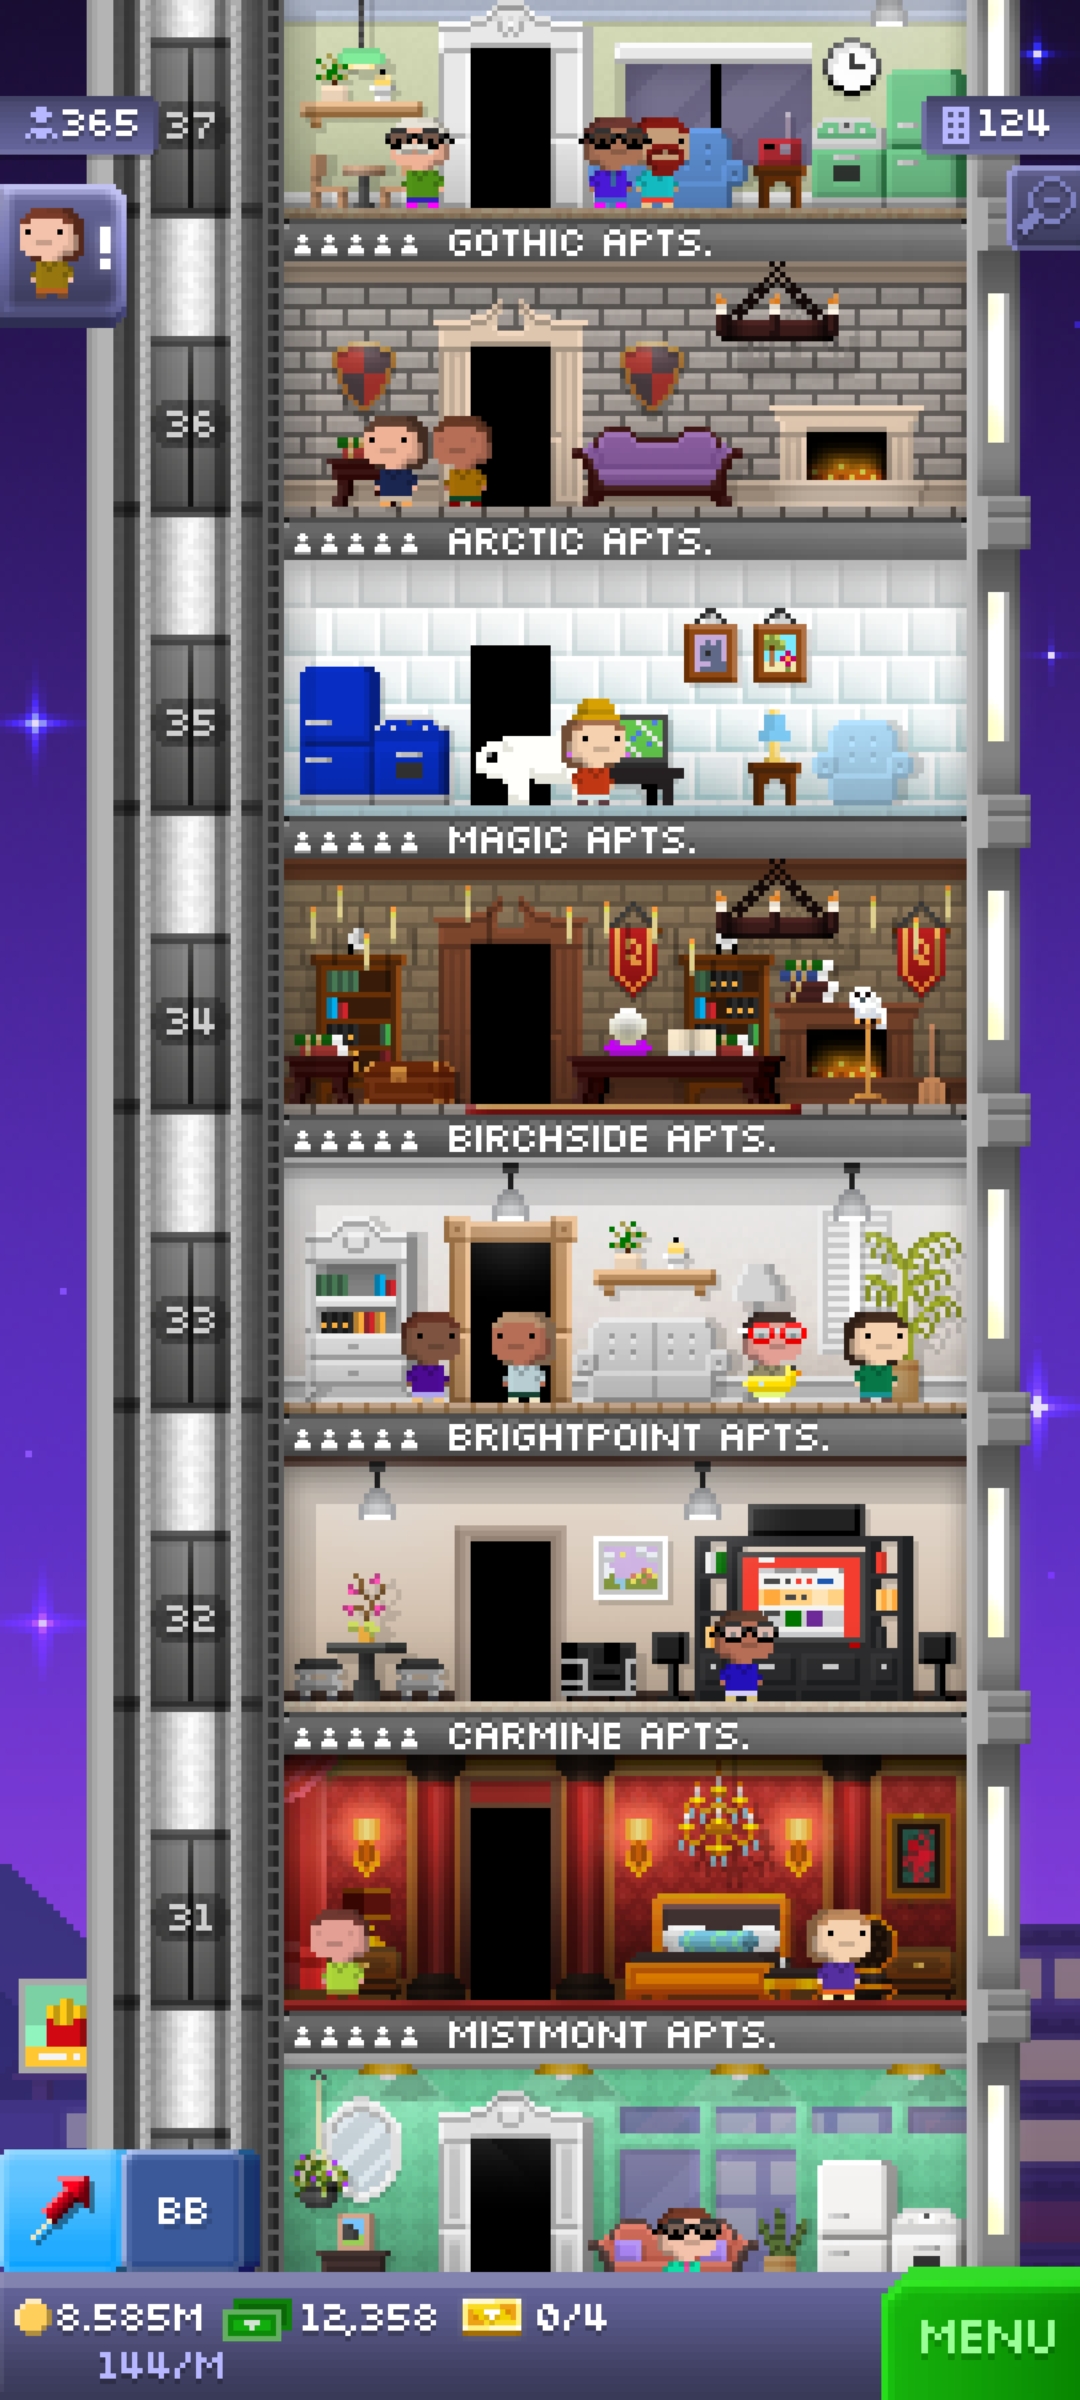 365
37
124
!
GOTHIC APTS.
36
ARCTIC APTS.
35
MAGIC APTS.
34
BIRCHSIDE APTS.
33
BRIGHTPOINT APTS.
32
CARMINE APTS.
31
MISTMONT APTS.
BB
8.585M 12,358 0/4
144/M
MENU